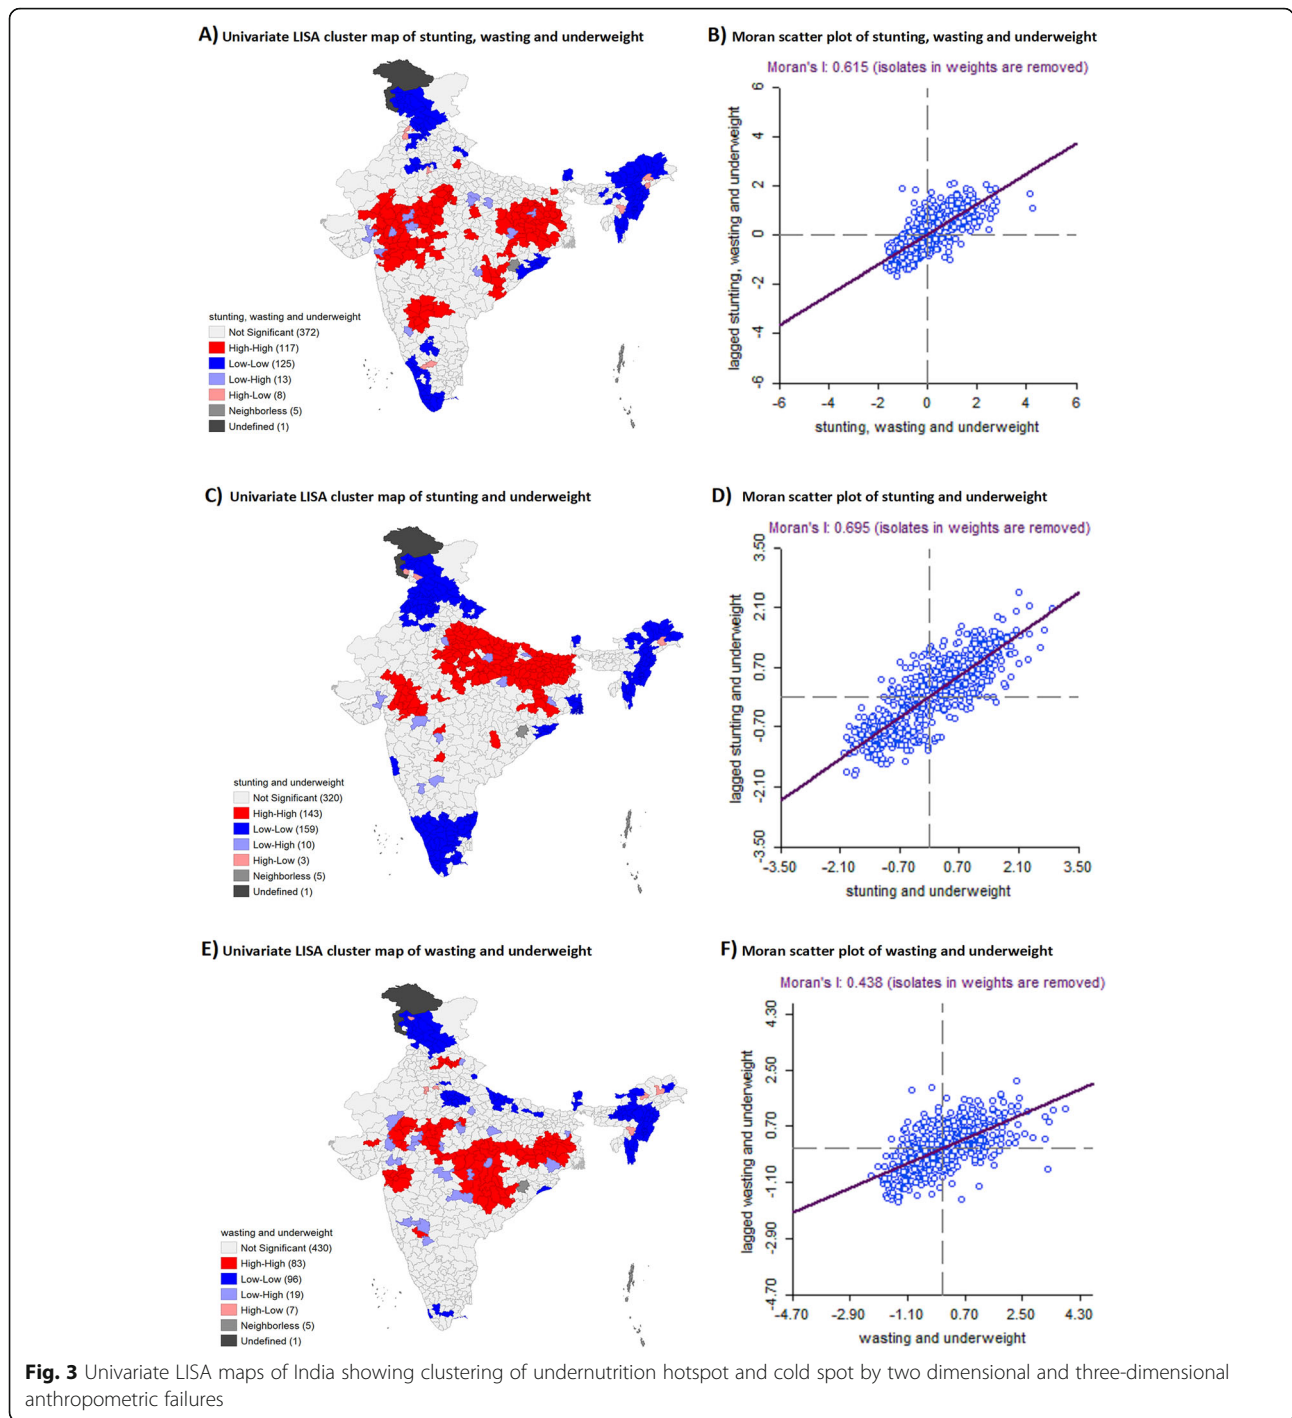 A) Univariate LISA cluster map of stunting, wasting and underweight
stunting, wasting and underweight
Not Significant (372)
High-High (117)
Low-Low (125)
Low-High (13)
High-Low (8)
Neighborless (5)
Undefined (1)
B) Moran scatter plot of stunting, wasting and underweight
Moran's I: 0.615 (isolates in weights are removed)
lagged stunting, wasting and underweight
6
4
2
0
-2
-4
-6
-6 -4 -2 0 2 4 6
stunting, wasting and underweight
C) Univariate LISA cluster map of stunting and underweight
stunting and underweight
Not Significant (320)
High-High (143)
Low-Low (159)
Low-High (10)
High-Low (3)
Neighborless (5)
Undefined (1)
D) Moran scatter plot of stunting and underweight
Moran's I: 0.695 (isolates in weights are removed)
lagged stunting and underweight
3.50
2.10
0.70
-0.70
-2.10
-3.50
-3.50 -2.10 -0.70 0.70 2.10 3.50
stunting and underweight
E) Univariate LISA cluster map of wasting and underweight
wasting and underweight
Not Significant (430)
High-High (83)
Low-Low (96)
Low-High (19)
High-Low (7)
Neighborless (5)
Undefined (1)
F) Moran scatter plot of wasting and underweight
Moran's I: 0.438 (isolates in weights are removed)
lagged wasting and underweight
4.30
2.50
0.70
-1.10
-2.90
-4.70
-4.70 -2.90 -1.10 0.70 2.50 4.30
wasting and underweight
Fig. 3 Univariate LISA maps of India showing clustering of undernutrition hotspot and cold spot by two dimensional and three-dimensional
anthropometric failures